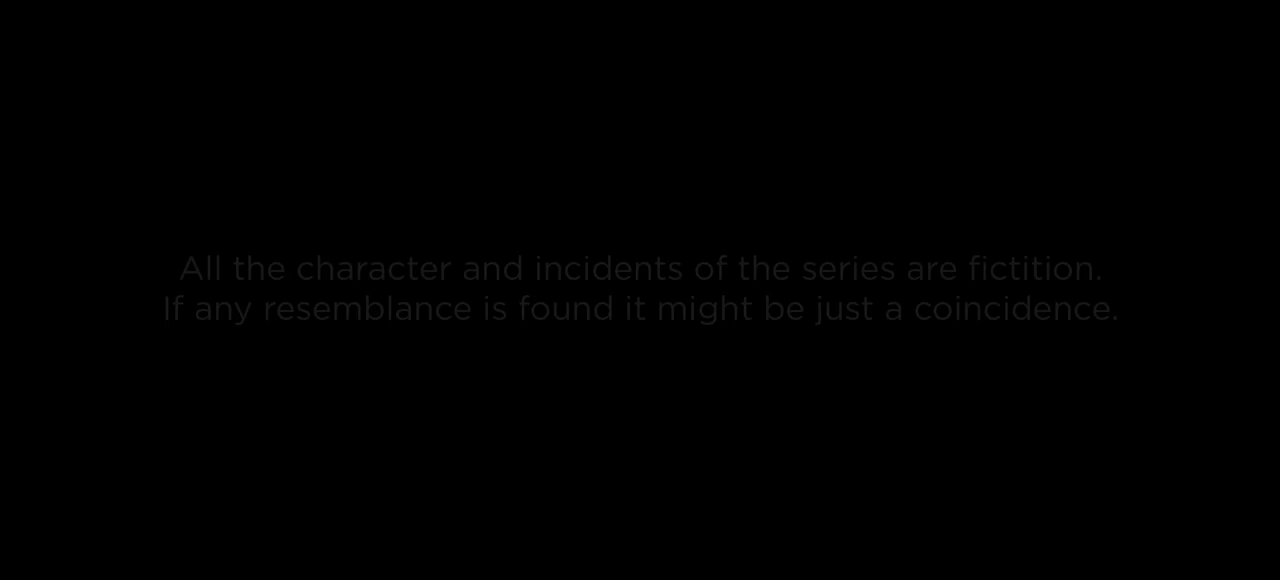 All the character and incidents of the series are fictition.
If any resemblance is found it might be just a coincidence.